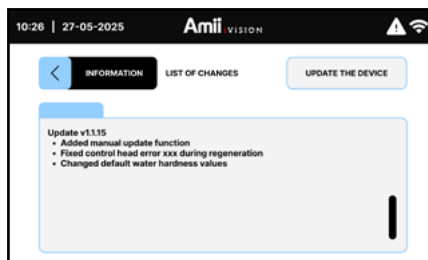 10:26 | 27-05-2025
Amii.VISION
INFORMATION
LIST OF CHANGES
UPDATE THE DEVICE
Update v1.1.15
• Added manual update function
• Fixed control head error xxx during regeneration
• Changed default water hardness values